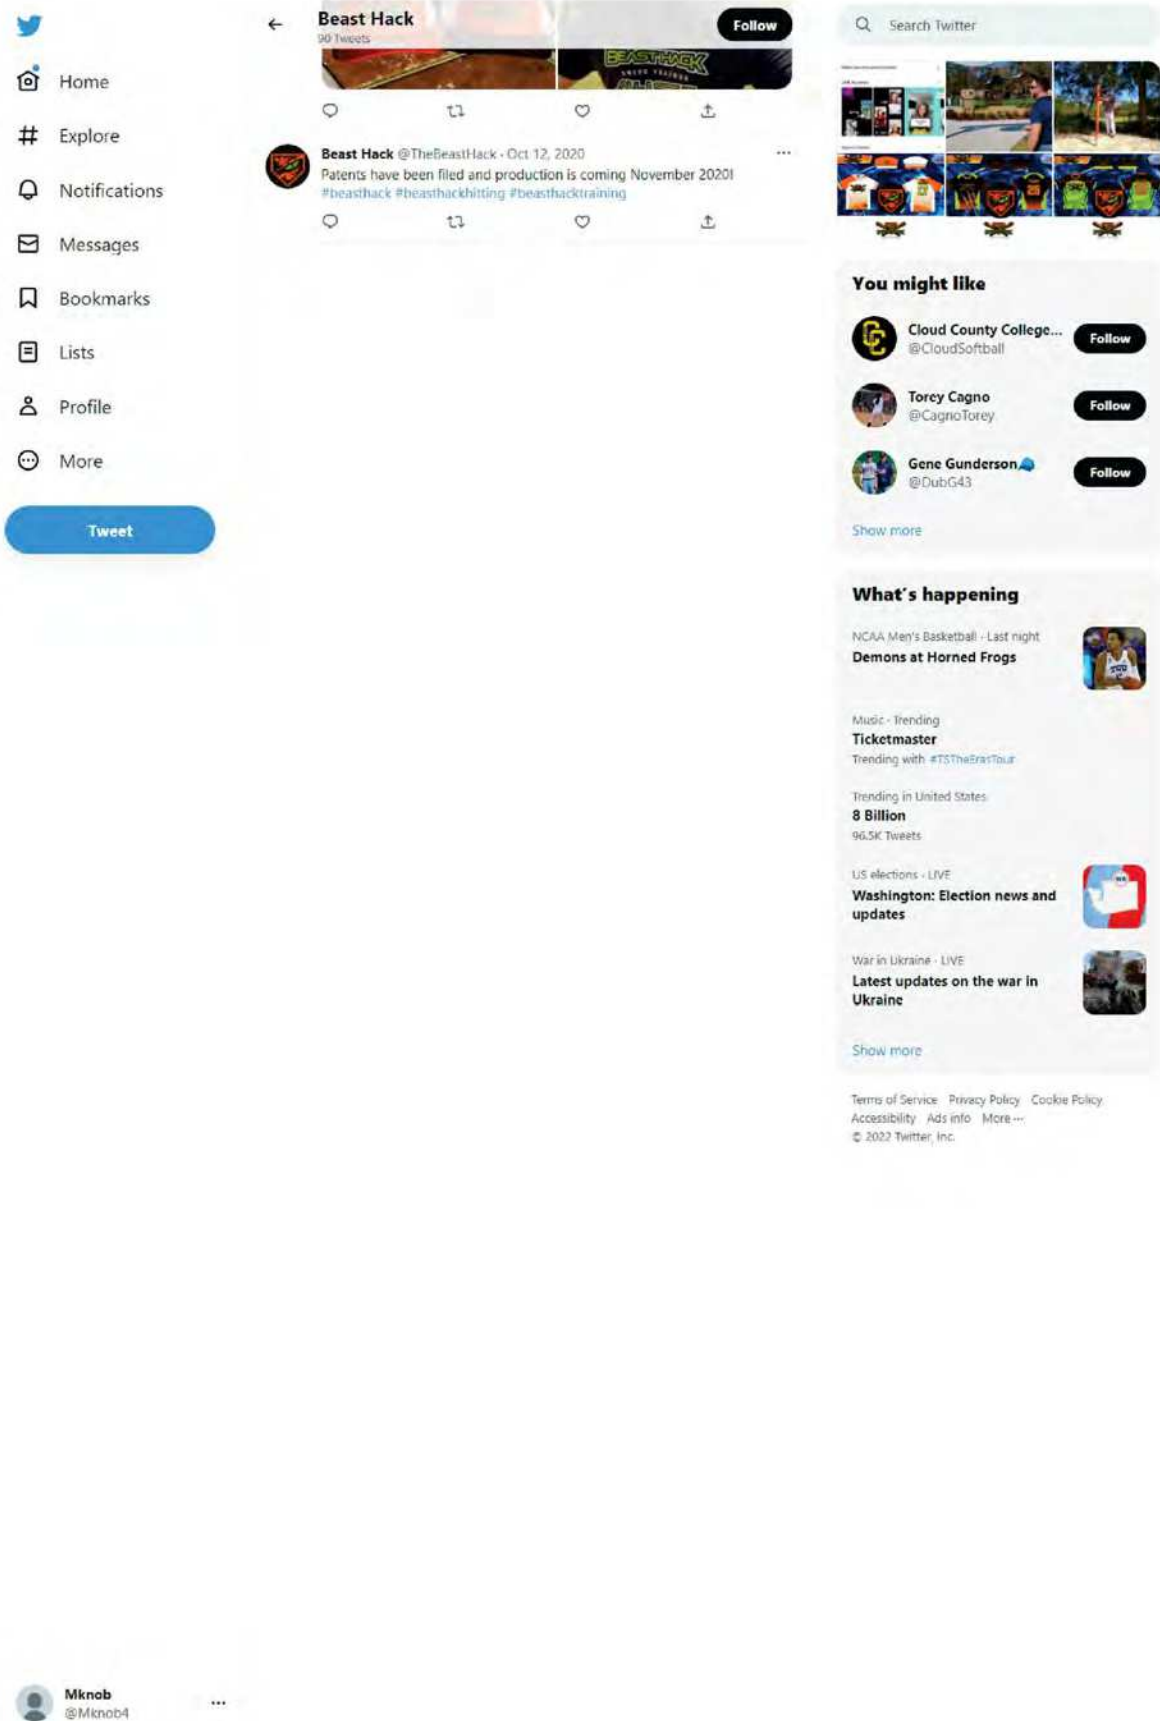 Home
Explore
Notifications
Messages
Bookmarks
Lists
Profile
More
Tweet
Mknob
@Mknob4
Beast Hack
90 Tweets
Follow
BEAST HACK
Beast Hack @TheBeastHack · Oct 12, 2020
Patents have been filed and production is coming November 2020!
#beasthack #beasthackhitting #beasthacktraining
Search Twitter
You might like
Cloud County College...
@CloudSoftball
Follow
Torey Cagno
@CagnoTorey
Follow
Gene Gunderson
@DubG43
Follow
Show more
What's happening
NCAA Men's Basketball · Last night
Demons at Horned Frogs
Music · Trending
Ticketmaster
Trending with #TSTheErasTour
Trending in United States
8 Billion
96.5K Tweets
US elections · LIVE
Washington: Election news and
updates
War in Ukraine · LIVE
Latest updates on the war in
Ukraine
Show more
Terms of Service Privacy Policy Cookie Policy
Accessibility Ads info More ···
© 2022 Twitter, Inc.